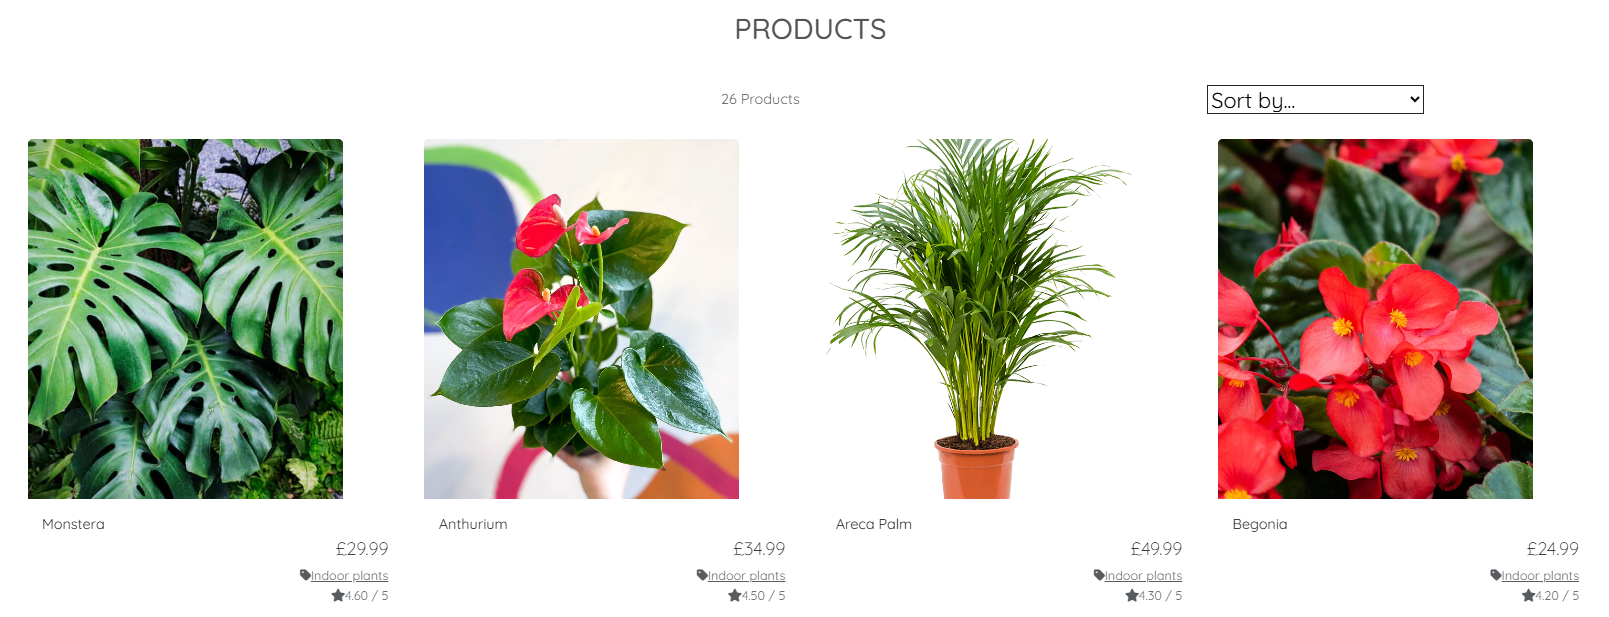 PRODUCTS
26 Products
Sort by...
Monstera
£29.99
Indoor plants
4.60 / 5
Anthurium
£34.99
Indoor plants
4.50 / 5
Areca Palm
£49.99
Indoor plants
4.30 / 5
Begonia
£24.99
Indoor plants
4.20 / 5